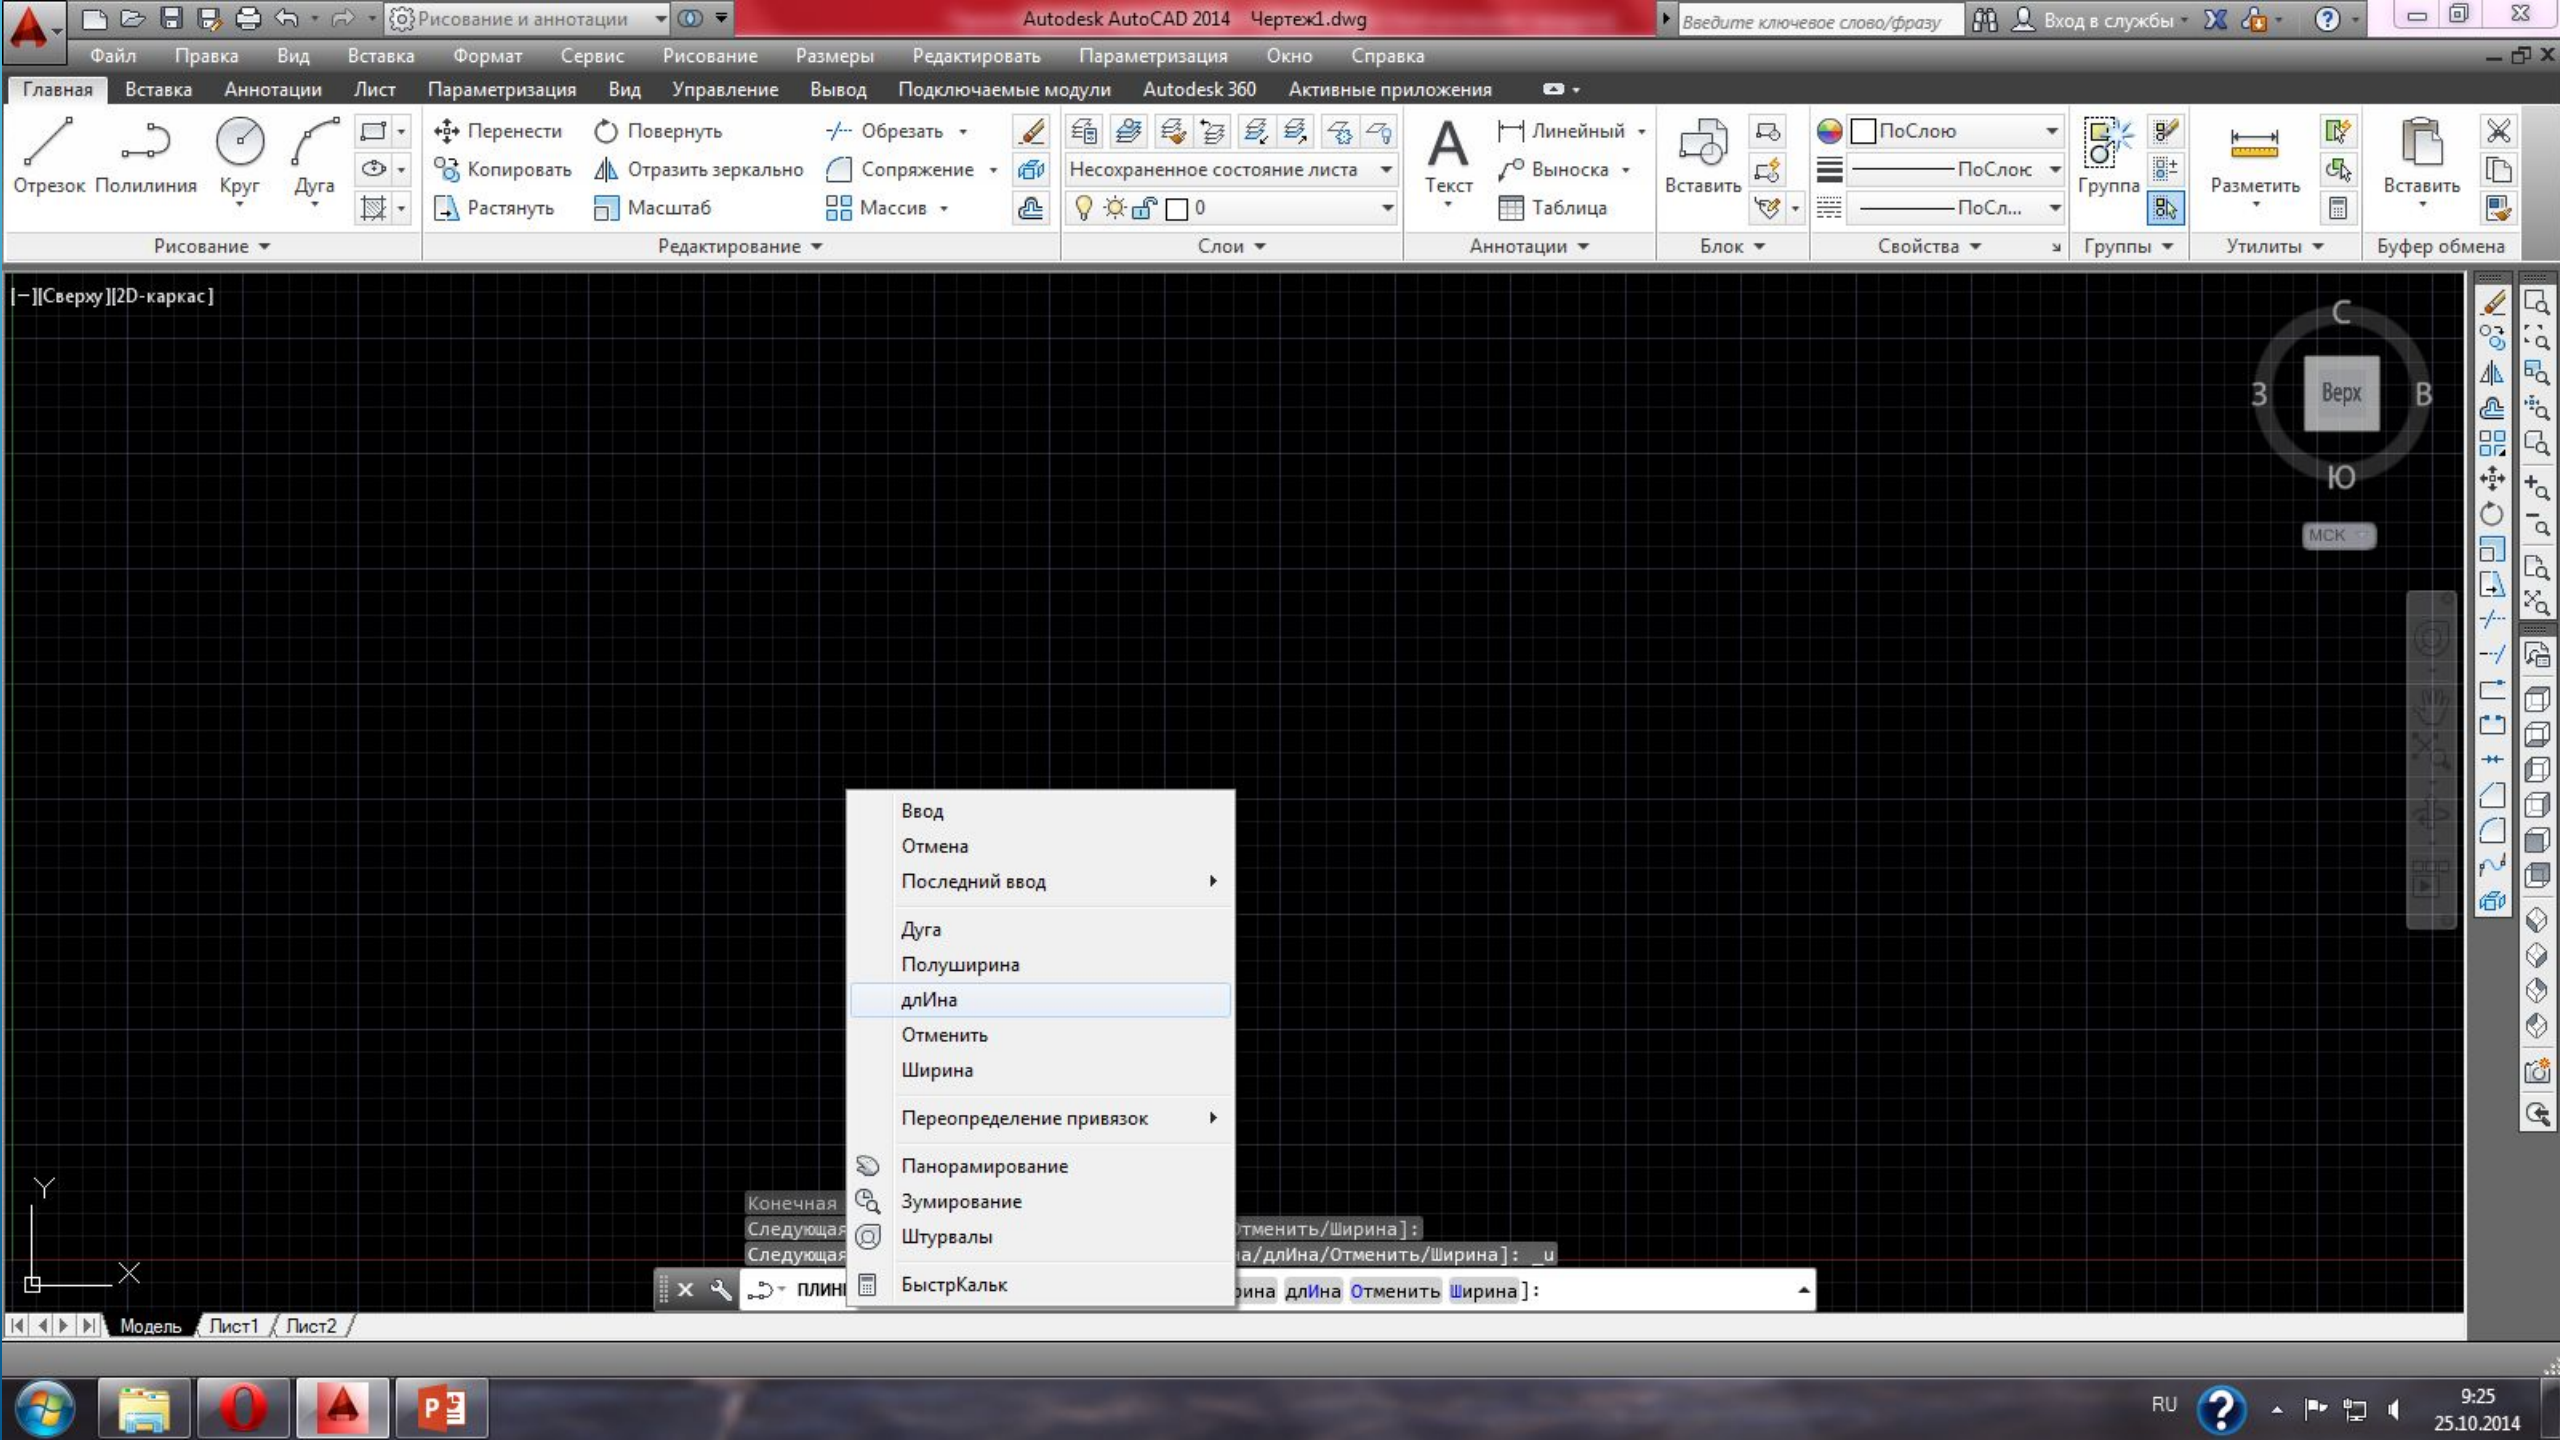 Рисование и аннотации
Autodesk AutoCAD 2014 Чертеж1.dwg
Введите ключевое слово/фразу
Вход в службы
Файл Правка Вид Вставка Формат Сервис Рисование Размеры Редактировать Параметризация Окно Справка
Главная Вставка Аннотации Лист Параметризация Вид Управление Вывод Подключаемые модули Autodesk 360 Активные приложения
Отрезок Полилиния Круг Дуга
Рисование
Перенести Повернуть Обрезать
Копировать Отразить зеркально Сопряжение
Растянуть Масштаб Массив
Редактирование
Несохраненное состояние листа
0
Слои
A
Текст
Линейный
Выноска
Таблица
Аннотации
Вставить
Блок
ПоСлою
ПоСлою
ПоСл...
Свойства
Группа
Группы
Разметить
Утилиты
Вставить
Буфер обмена
[−][Сверху][2D-каркас]
С
З Верх В
Ю
МСК
Ввод
Отмена
Последний ввод
Дуга
Полуширина
длИна
Отменить
Ширина
Переопределение привязок
Панорамирование
Зумирование
Штурвалы
БыстрКальк
Y
X
Конечная
Следующая Отменить/Ширина]:
Следующая на/длИна/Отменить/Ширина]: _u
ПЛИНИ рина длИна Отменить Ширина]:
Модель Лист1 Лист2
RU
9:25
25.10.2014